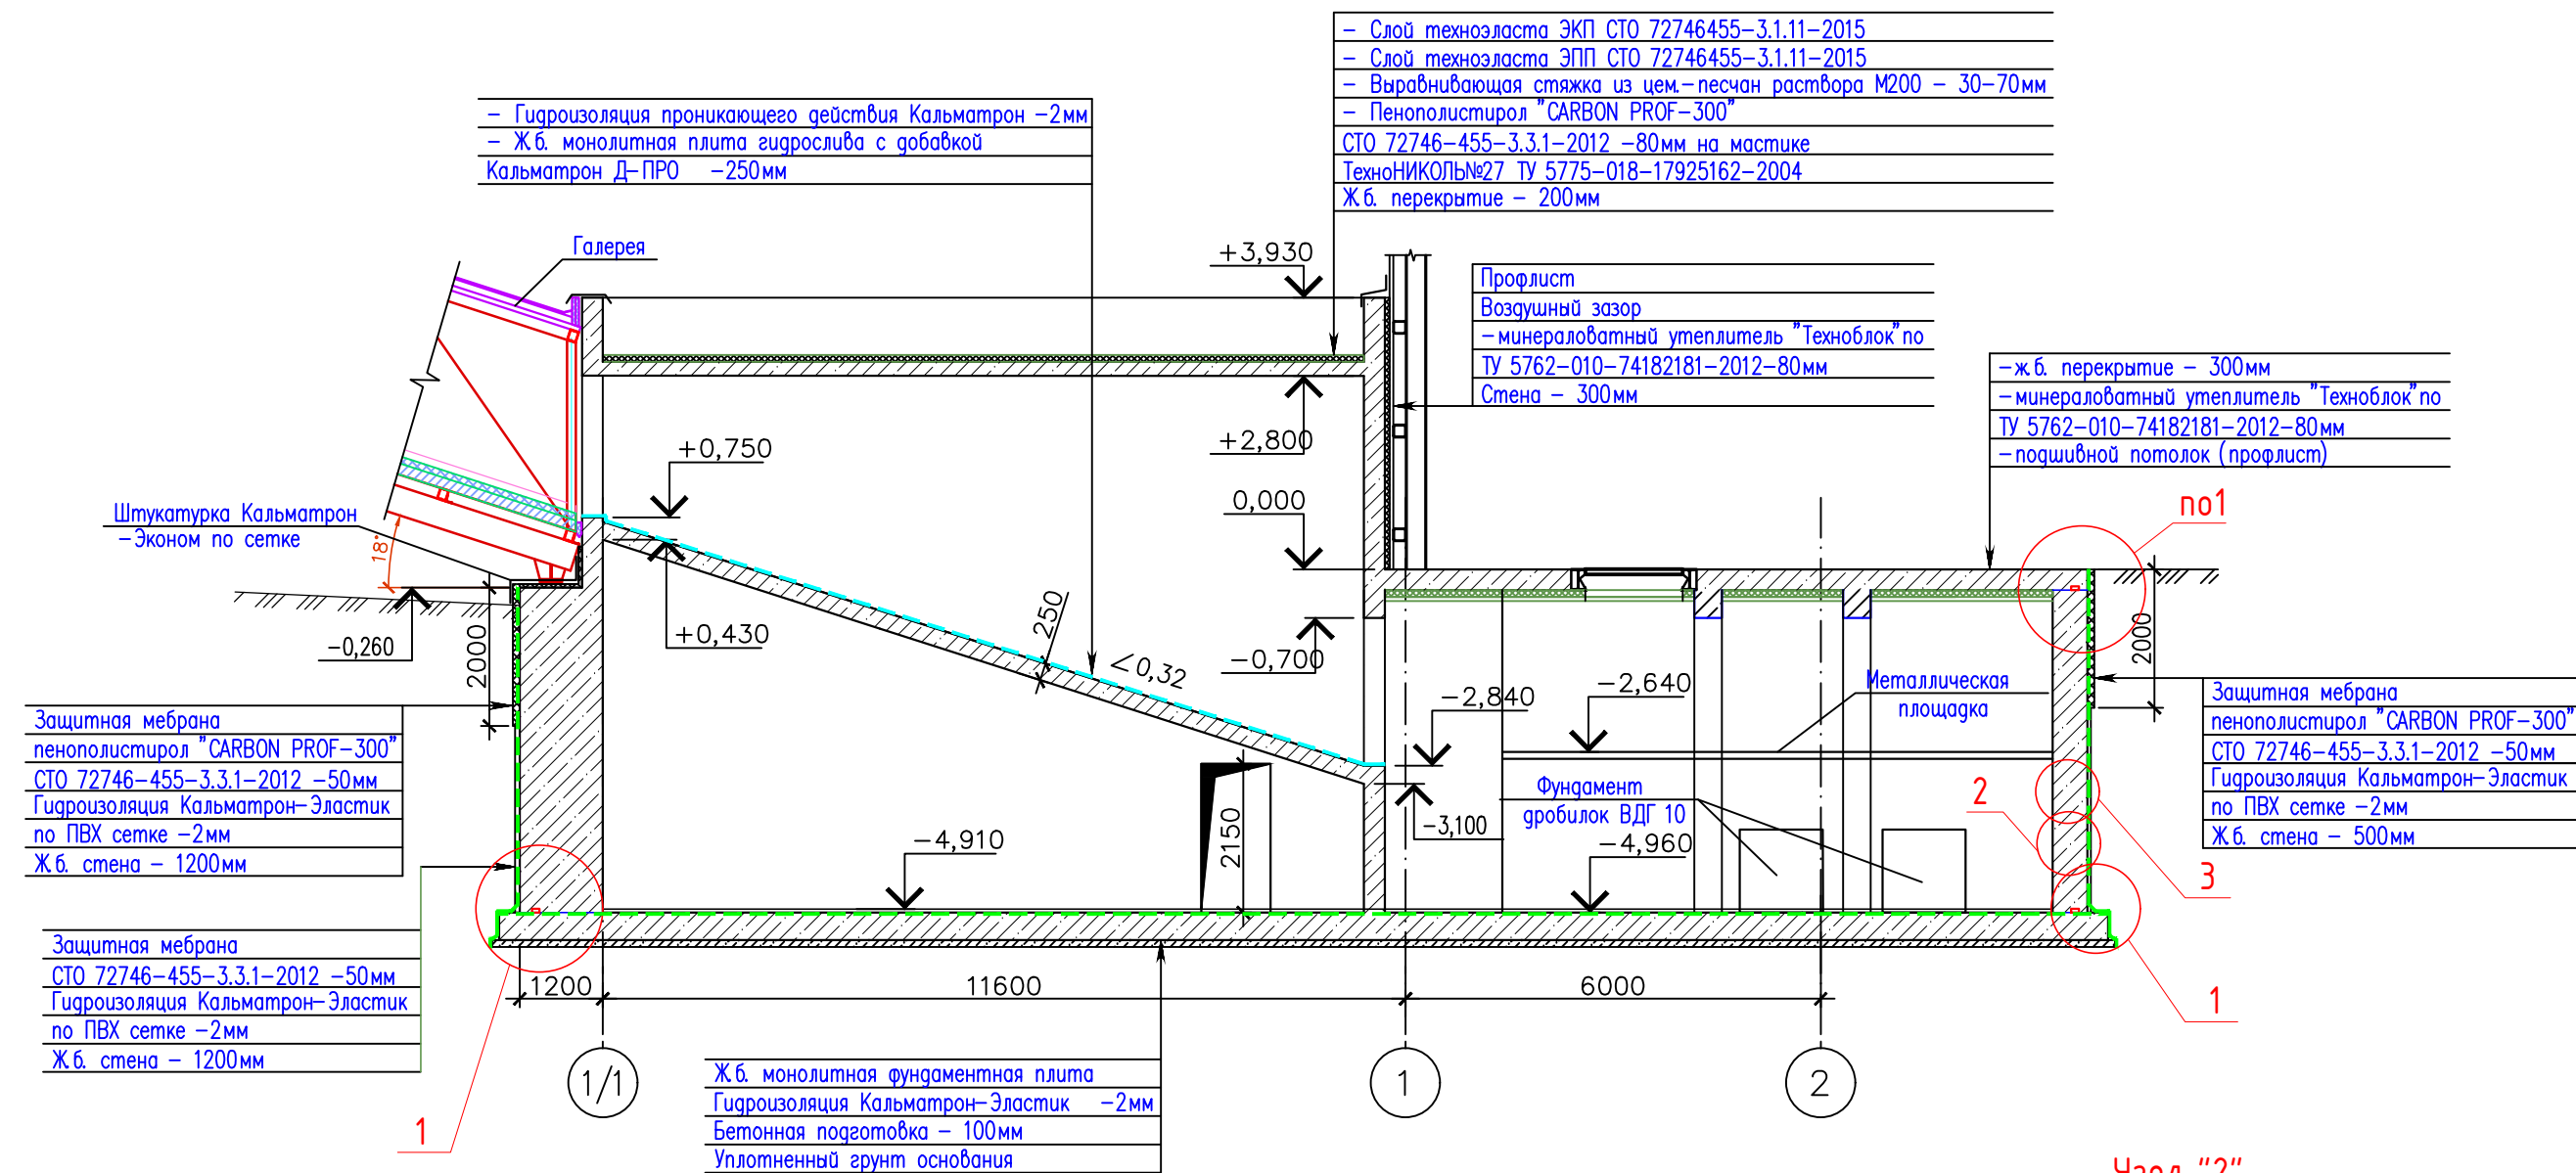 - Слой техноэласта ЭКП СТО 72746455-3.1.11-2015
- Слой техноэласта ЭПП СТО 72746455-3.1.11-2015
- Выравнивающая стяжка из цем.-песчан раствора М200 - 30-70мм
- Пенополистирол "CARBON PROF-300"
СТО 72746-455-3.3.1-2012 -80мм на мастике
ТехноНИКОЛЬ№27 ТУ 5775-018-17925162-2004
Ж.б. перекрытие - 200мм
- Гидроизоляция проникающего действия Кальматрон -2мм
- Ж.б. монолитная плита гидрослива с добавкой
Кальматрон Д-ПРО -250мм
Галерея
+3,930
Профлист
Воздушный зазор
-минераловатный утеплитель "Техноблок"по
ТУ 5762-010-74182181-2012-80мм
Стена - 300мм
-ж.б. перекрытие - 300мм
-минераловатный утеплитель "Техноблок"по
ТУ 5762-010-74182181-2012-80мм
-подшивной потолок (профлист)
+0,750
+2,800
0,000
по1
Штукатурка Кальматрон
-Эконом по сетке
18°
-0,260
2000
+0,430
250
<0,32
-0,700
-2,840
-2,640
Металлическая
площадка
2000
Защитная мебрана
пенополистирол "CARBON PROF-300"
СТО 72746-455-3.3.1-2012 -50мм
Гидроизоляция Кальматрон-Эластик
по ПВХ сетке -2мм
Ж.б. стена - 1200мм
Защитная мебрана
пенополистирол "CARBON PROF-300"
СТО 72746-455-3.3.1-2012 -50мм
Гидроизоляция Кальматрон-Эластик
по ПВХ сетке -2мм
Ж.б. стена - 500мм
Фундамент
дробилок ВДГ 10
2
3
-4,910
2150
-3,100
-4,960
Защитная мебрана
СТО 72746-455-3.3.1-2012 -50мм
Гидроизоляция Кальматрон-Эластик
по ПВХ сетке -2мм
Ж.б. стена - 1200мм
1200
11600
6000
1
1/1
1
2
1
Ж.б. монолитная фундаментная плита
Гидроизоляция Кальматрон-Эластик -2мм
Бетонная подготовка - 100мм
Уплотненный грунт основания
Узел "2"